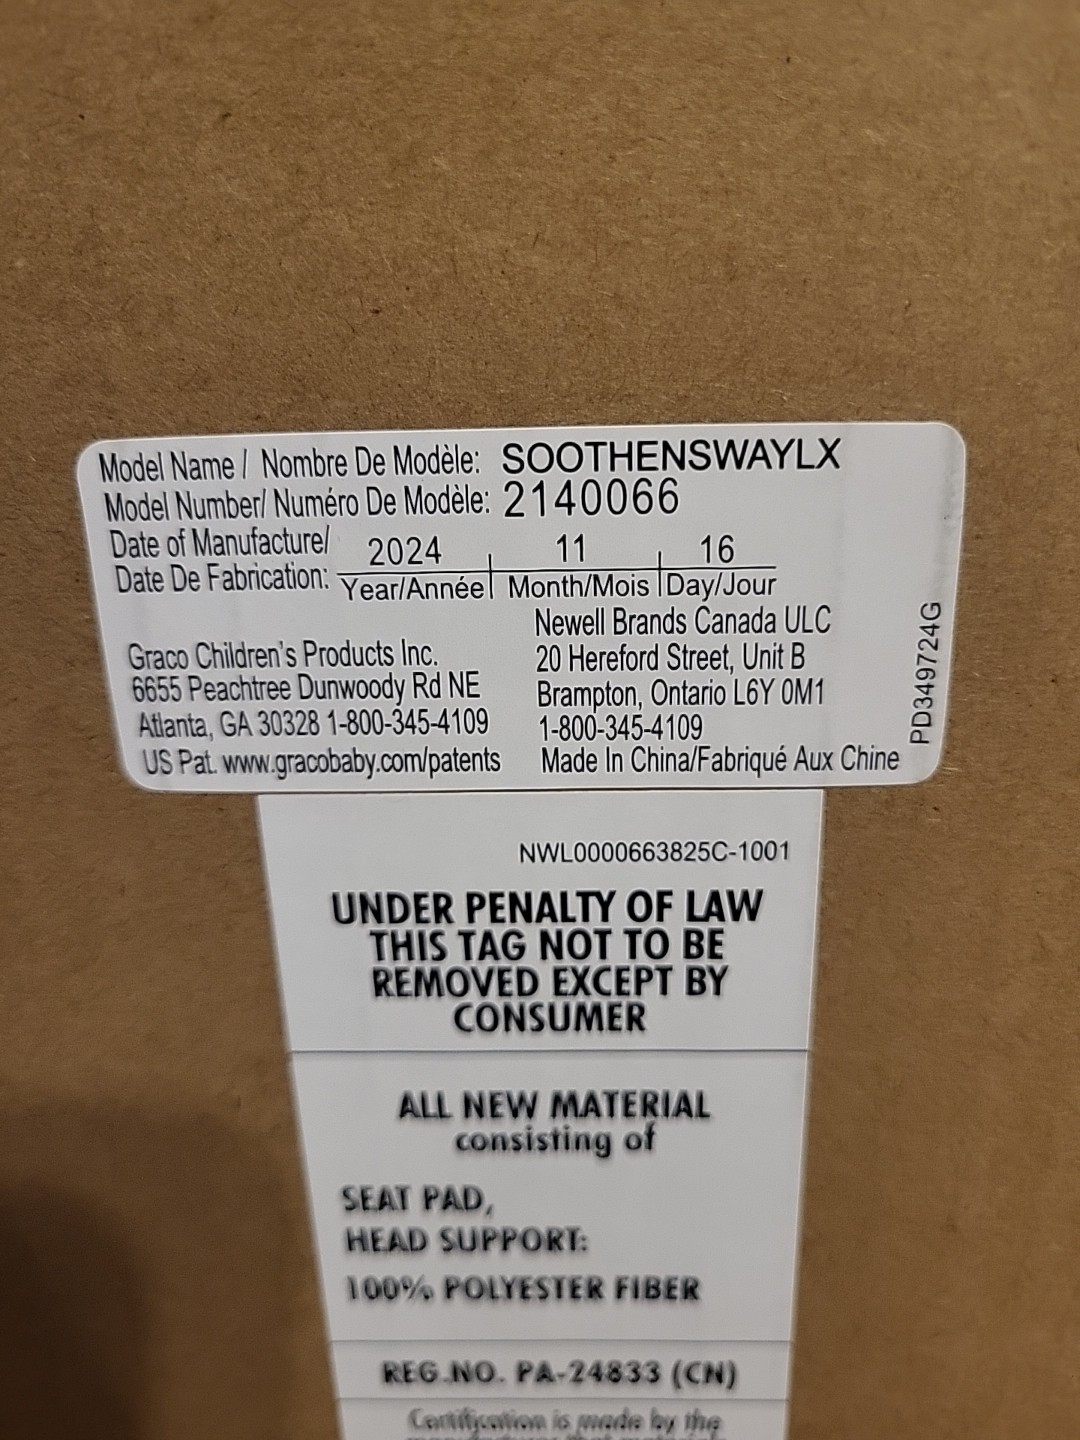 Model Name / Nombre De Modèle: SOOTHENSWAYLX
Model Number/ Numéro De Modèle: 2140066
Date of Manufacture/
Date De Fabrication:
2024 11 16
Year/Année Month/Mois Day/Jour
Graco Children's Products Inc.
6655 Peachtree Dunwoody Rd NE
Atlanta, GA 30328 1-800-345-4109
US Pat. www.gracobaby.com/patents
Newell Brands Canada ULC
20 Hereford Street, Unit B
Brampton, Ontario L6Y 0M1
1-800-345-4109
Made In China/Fabriqué Aux Chine
PD349724G
NWL0000663825C-1001
UNDER PENALTY OF LAW
THIS TAG NOT TO BE
REMOVED EXCEPT BY
CONSUMER
ALL NEW MATERIAL
consisting of
SEAT PAD,
HEAD SUPPORT:
100% POLYESTER FIBER
REG.NO. PA-24833 (CN)
Certification is made by the